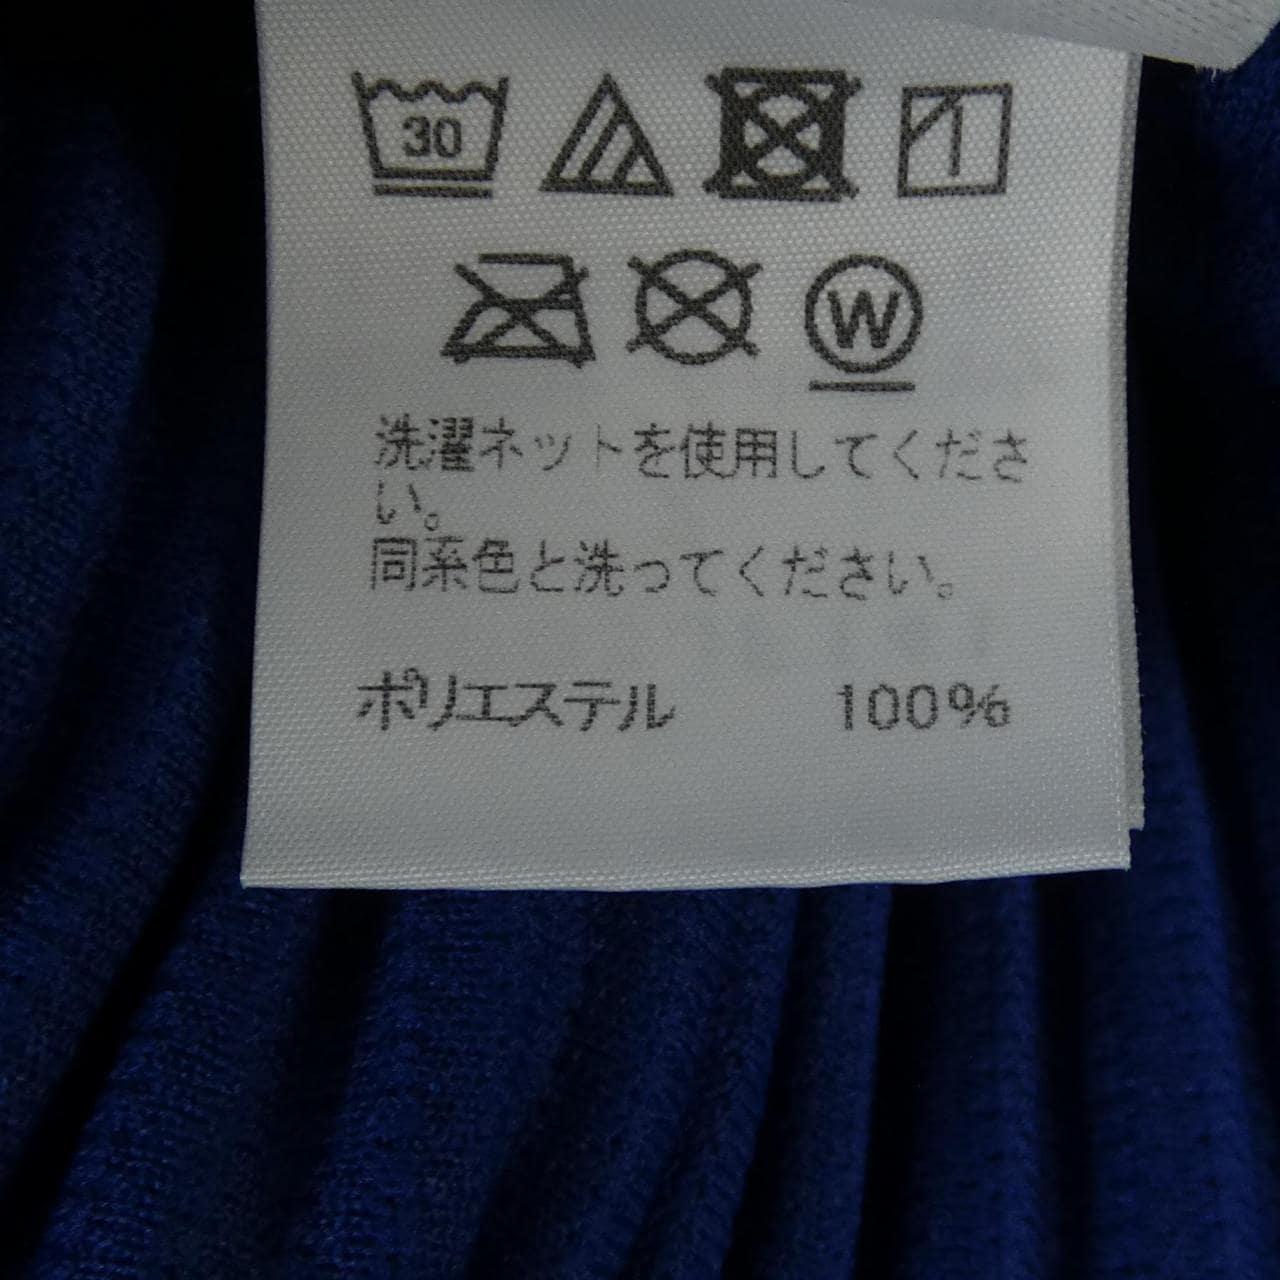 30
W
洗濯ネットを使用してくださ
い。
同系色と洗ってください。
ポリエステル 100%